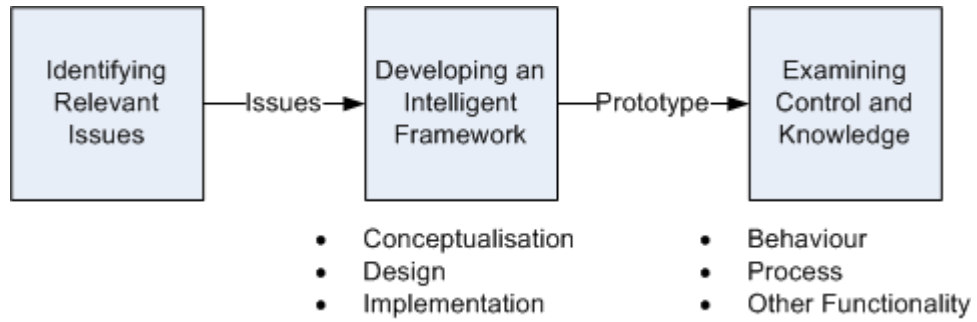 Identifying
Relevant
Issues
Issues
Developing an
Intelligent
Framework
Prototype
Examining
Control and
Knowledge
• Conceptualisation
• Design
• Implementation
• Behaviour
• Process
• Other Functionality